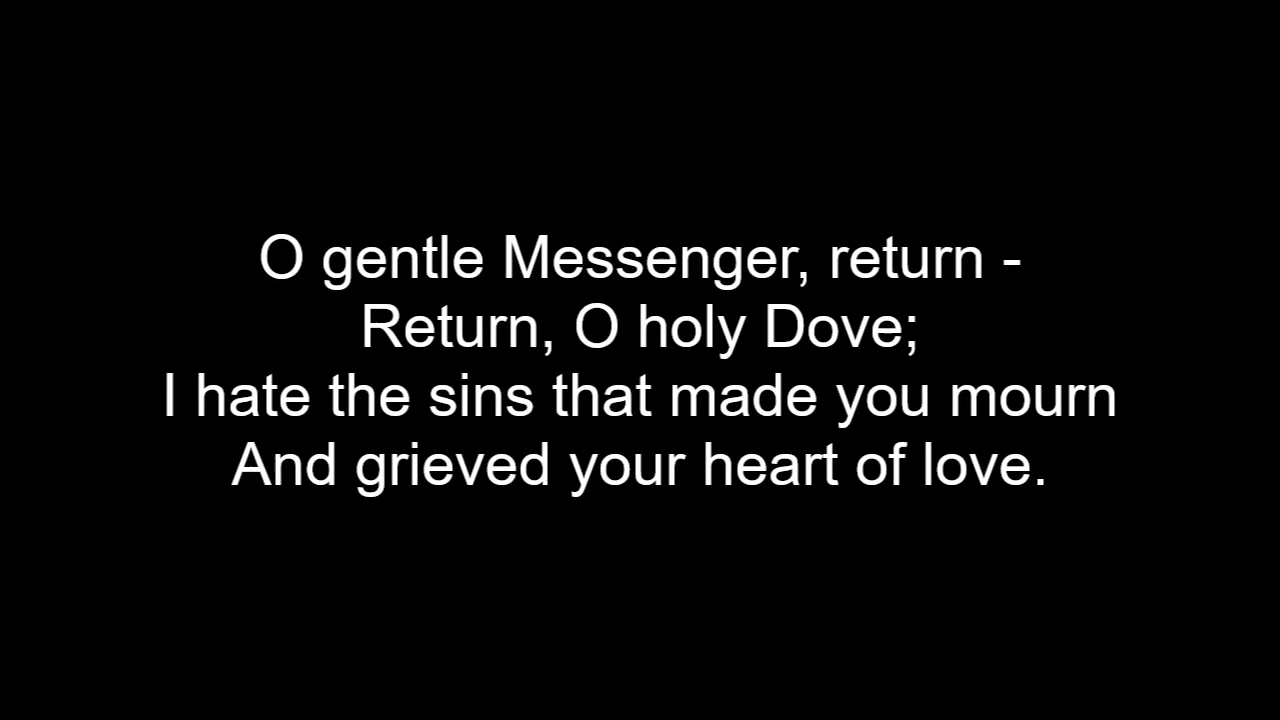 O gentle Messenger, return -
Return, O holy Dove;
I hate the sins that made you mourn
And grieved your heart of love.